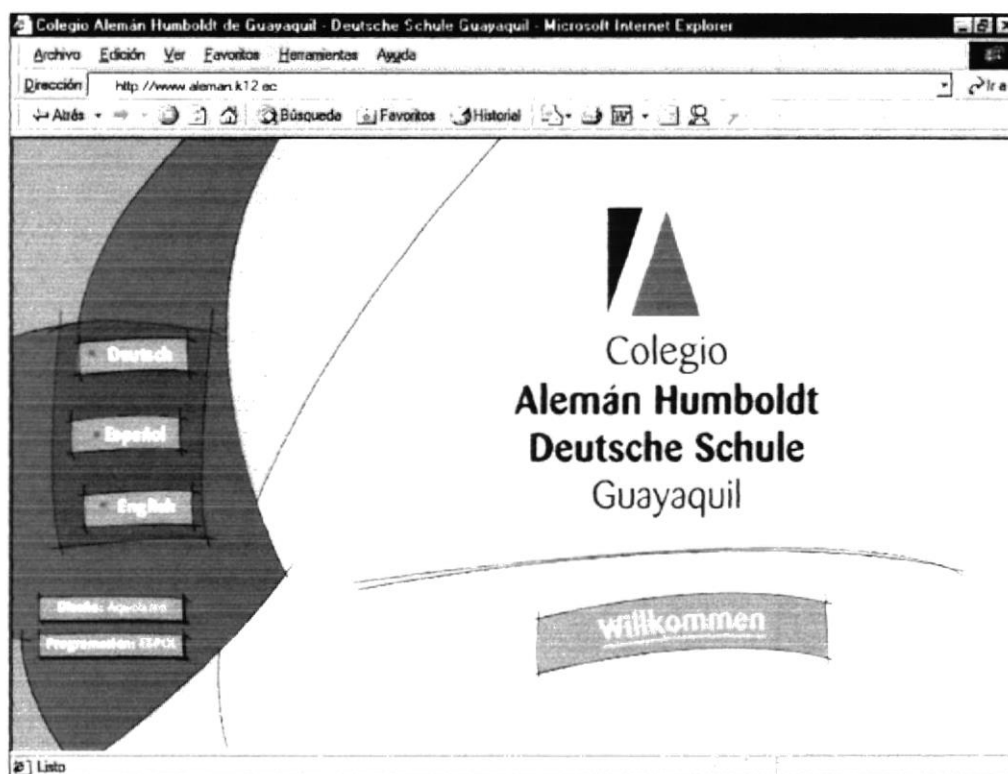 Colegio Alemán Humboldt de Guayaquil - Deutsche Schule Guayaquil - Microsoft Internet Explorer
Archivo Edición Ver Favoritos Herramientas Ayuda
Dirección http://www.aleman.k12.ec Ir a
Atrás Búsqueda Favoritos Historial
Colegio
Alemán Humboldt
Deutsche Schule
Guayaquil
Deutsch
Español
English
Diseño:
Programación:
Willkommen
Listo